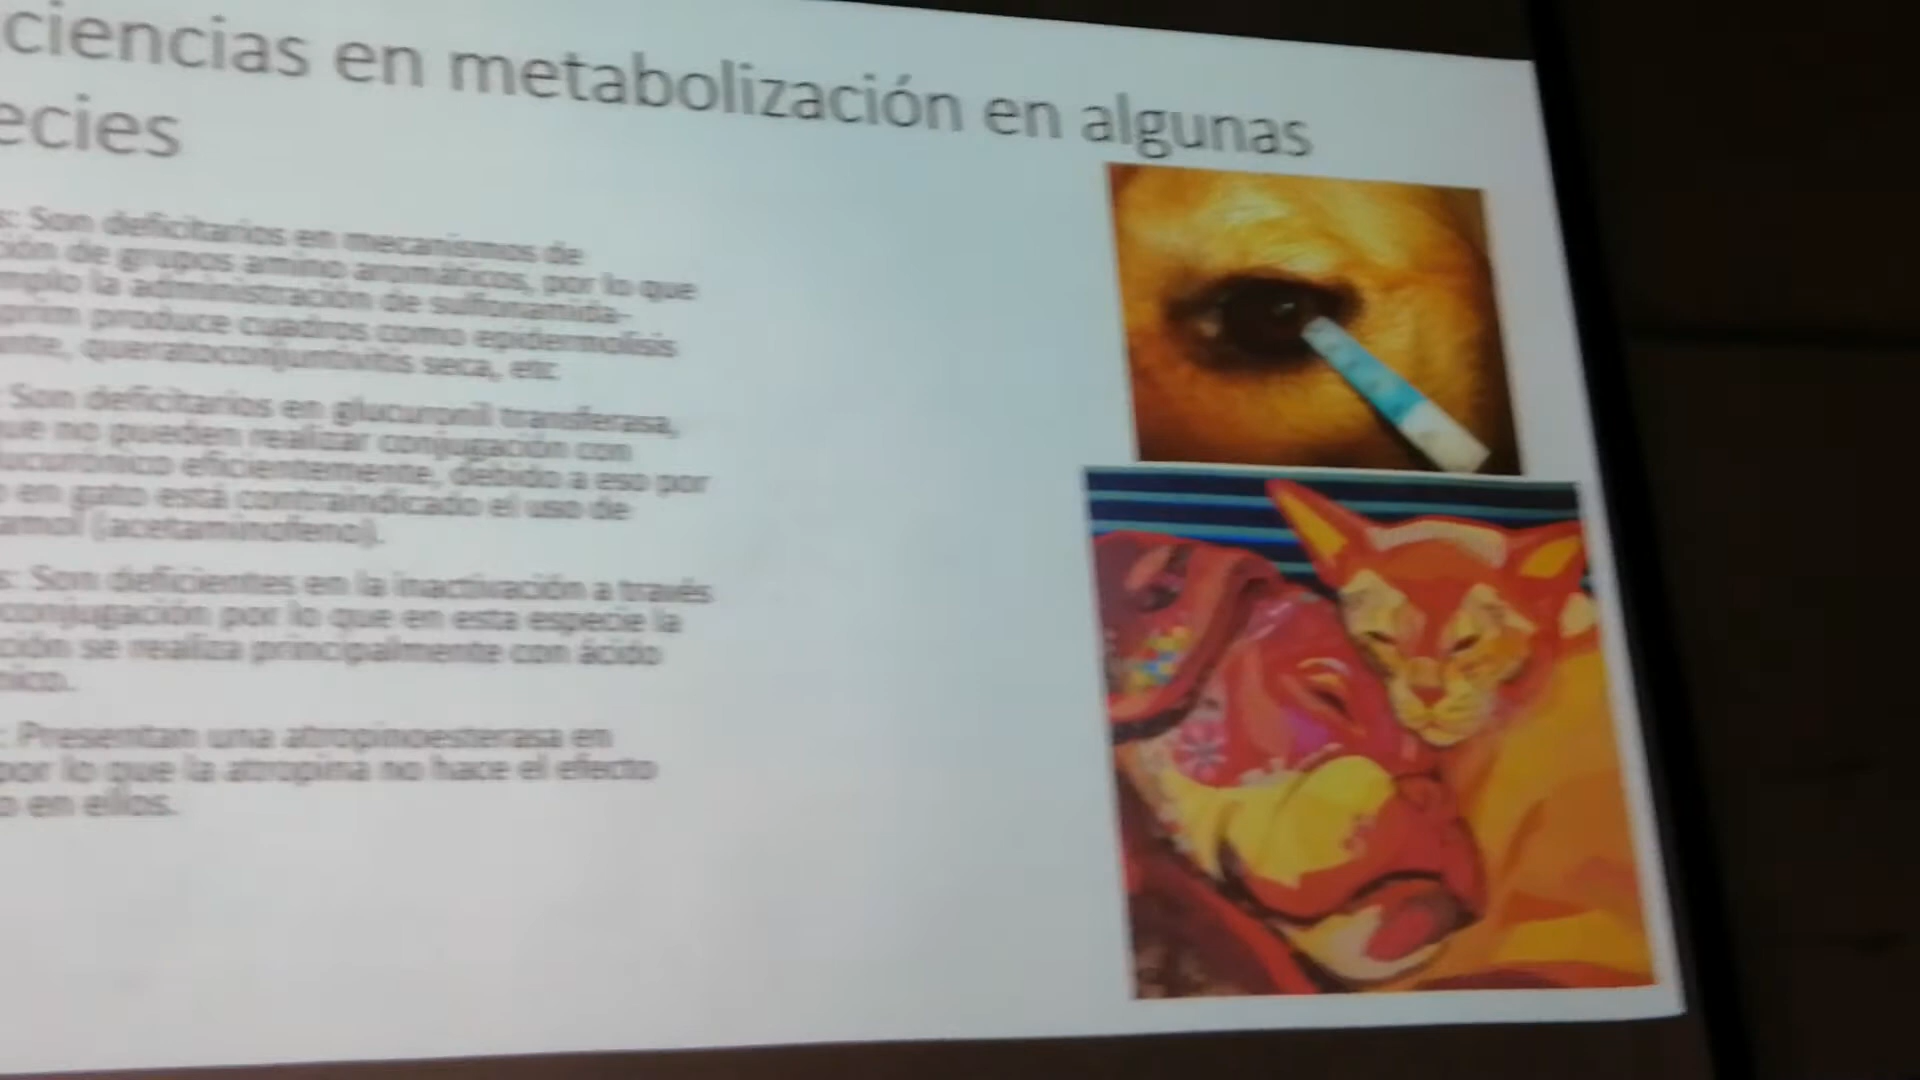 ciencias en metabolización en algunas
ecies
s: Son deficitarios en mecanismos de
ción de grupos amino aromáticos, por lo que
mplo la administración de sulfonamida-
prim produce cuadros como epidermolisis
nte, queratoconjuntivitis seca, etc
: Son deficitarios en glucuronil transferasa,
ue no pueden realizar conjugación con
ucurónico eficientemente, debido a eso por
o en gato está contraindicado el uso de
amol (acetaminofeno).
s: Son deficientes en la inactivación a través
conjugación por lo que en esta especie la
ción se realiza principalmente con ácido
nico.
: Presentan una atropinoesterasa en
por lo que la atropina no hace el efecto
o en ellos.